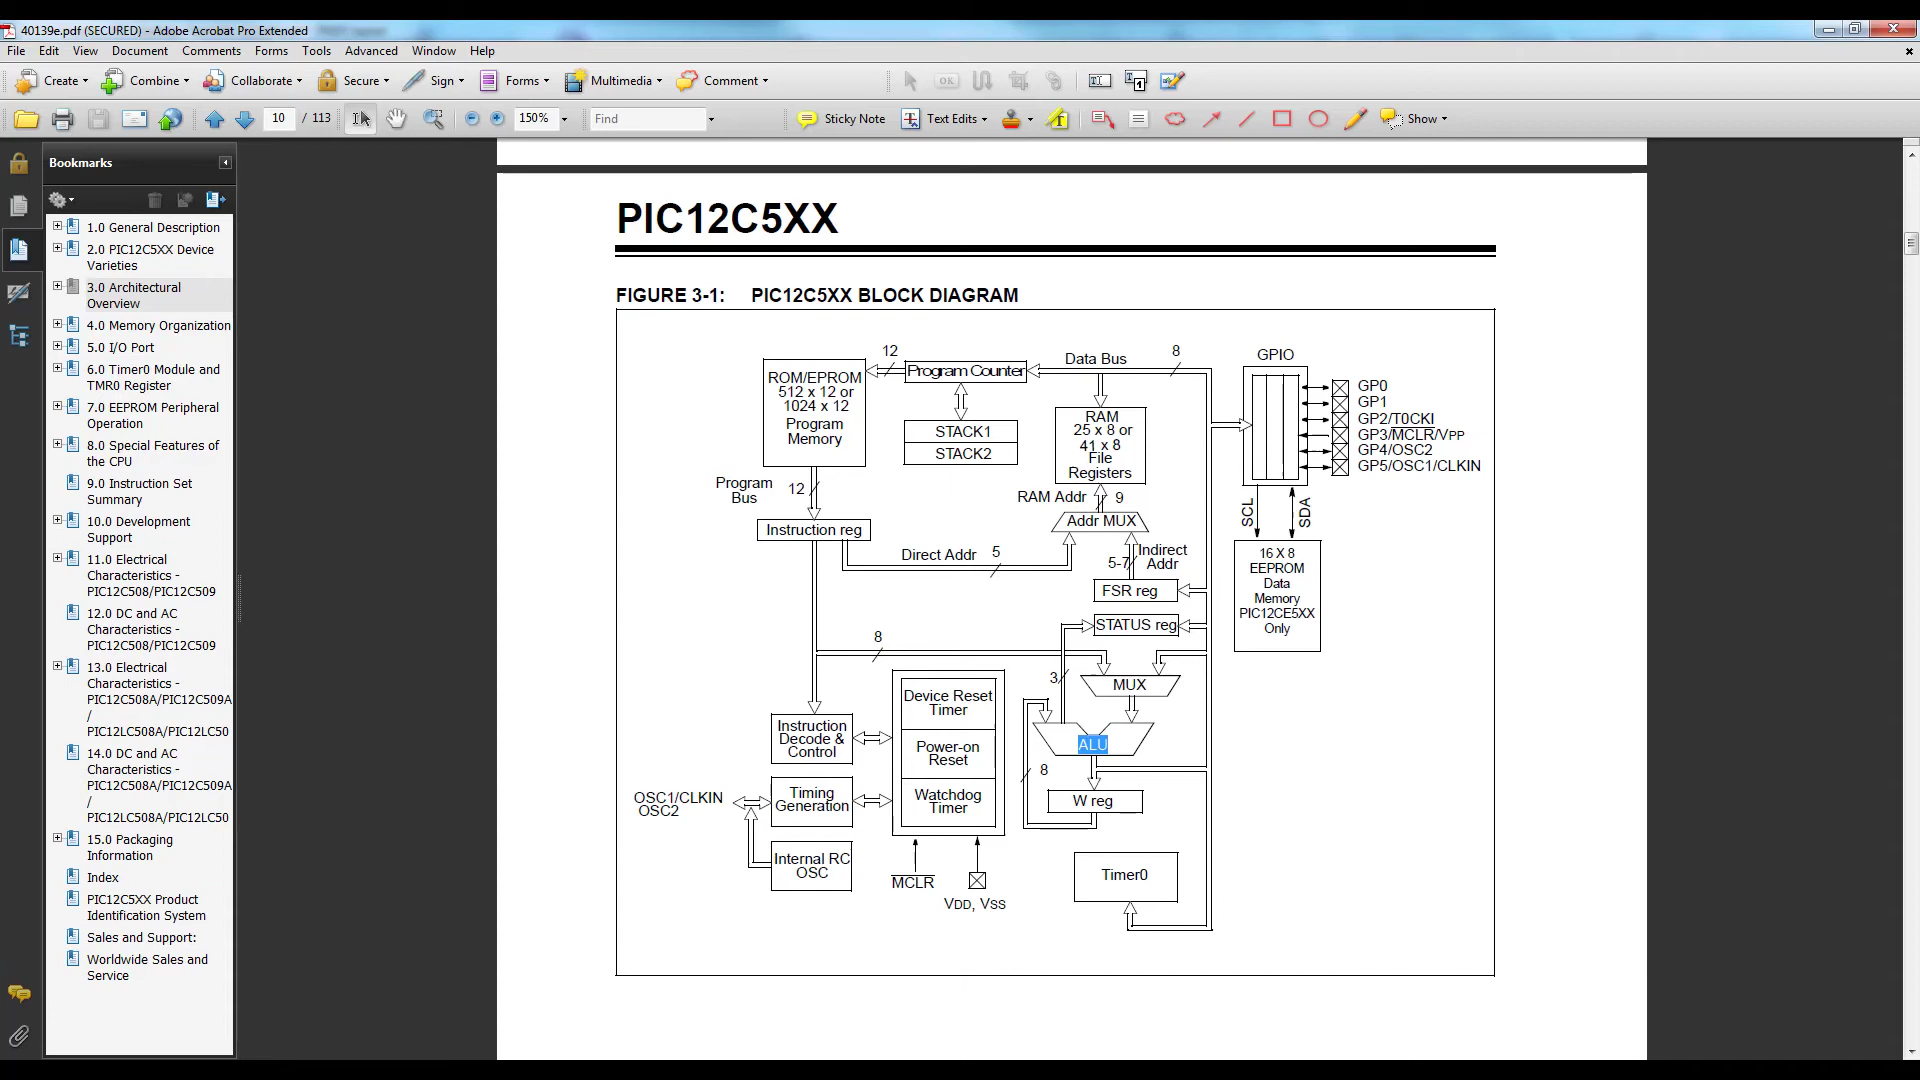 40139e.pdf (SECURED) - Adobe Acrobat Pro Extended
File Edit View Document Comments Forms Tools Advanced Window Help
Create Combine Collaborate Secure Sign Forms Multimedia Comment
10 / 113 150% Find Sticky Note Text Edits Show
Bookmarks
1.0 General Description
2.0 PIC12C5XX Device
Varieties
3.0 Architectural
Overview
4.0 Memory Organization
5.0 I/O Port
6.0 Timer0 Module and
TMR0 Register
7.0 EEPROM Peripheral
Operation
8.0 Special Features of
the CPU
9.0 Instruction Set
Summary
10.0 Development
Support
11.0 Electrical
Characteristics -
PIC12C508/PIC12C509
12.0 DC and AC
Characteristics -
PIC12C508/PIC12C509
13.0 Electrical
Characteristics -
PIC12C508A/PIC12C509A
/
PIC12LC508A/PIC12LC50
14.0 DC and AC
Characteristics -
PIC12C508A/PIC12C509A
/
PIC12LC508A/PIC12LC50
15.0 Packaging
Information
Index
PIC12C5XX Product
Identification System
Sales and Support:
Worldwide Sales and
Service
PIC12C5XX
FIGURE 3-1: PIC12C5XX BLOCK DIAGRAM
ROM/EPROM
512 x 12 or
1024 x 12
Program
Memory
12
Program Counter
STACK1
STACK2
Data Bus
8
RAM
25 x 8 or
41 x 8
File
Registers
GPIO
GP0
GP1
GP2/T0CKI
GP3/MCLR/VPP
GP4/OSC2
GP5/OSC1/CLKIN
SCL
SDA
16 X 8
EEPROM
Data
Memory
PIC12CE5XX
Only
Program
Bus
12
Instruction reg
RAM Addr
9
Addr MUX
Direct Addr
5
Indirect
Addr
5-7
FSR reg
STATUS reg
8
3
MUX
ALU
8
W reg
Timer0
Instruction
Decode &
Control
Timing
Generation
Internal RC
OSC
OSC1/CLKIN
OSC2
Device Reset
Timer
Power-on
Reset
Watchdog
Timer
MCLR
VDD, VSS